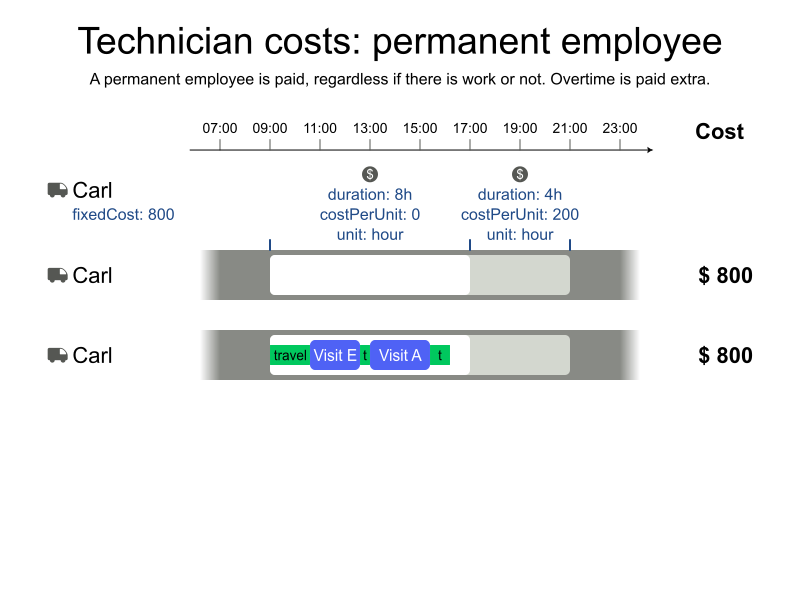 Technician costs: permanent employee
A permanent employee is paid, regardless if there is work or not. Overtime is paid extra.
07:00 09:00 11:00 13:00 15:00 17:00 19:00 21:00 23:00 Cost
$ $
Carl duration: 8h duration: 4h
fixedCost: 800 costPerUnit: 0 costPerUnit: 200
unit: hour unit: hour
Carl $ 800
Carl travel Visit E t Visit A t $ 800